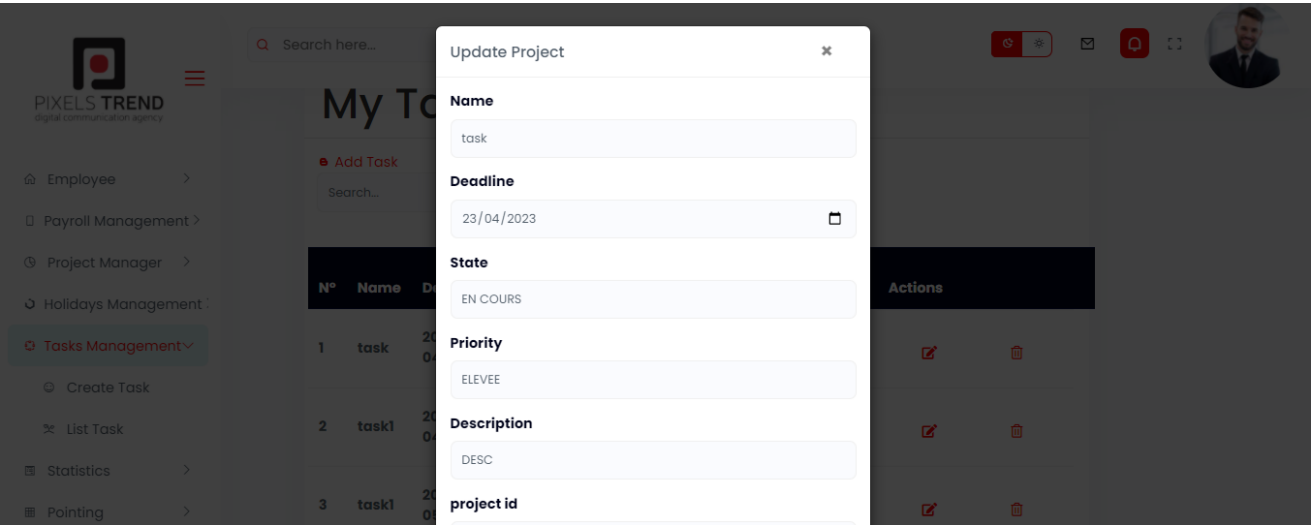 PIXELS TREND
digital communication agency
Employee
Payroll Management
Project Manager
Holidays Management
Tasks Management
Create Task
List Task
Statistics
Pointing
Search here...
My
Add Task
Search...
N° Name Actions
1 task
2 task1
3 task1
Update Project
Name
task
Deadline
23/04/2023
State
EN COURS
Priority
ELEVEE
Description
DESC
project id